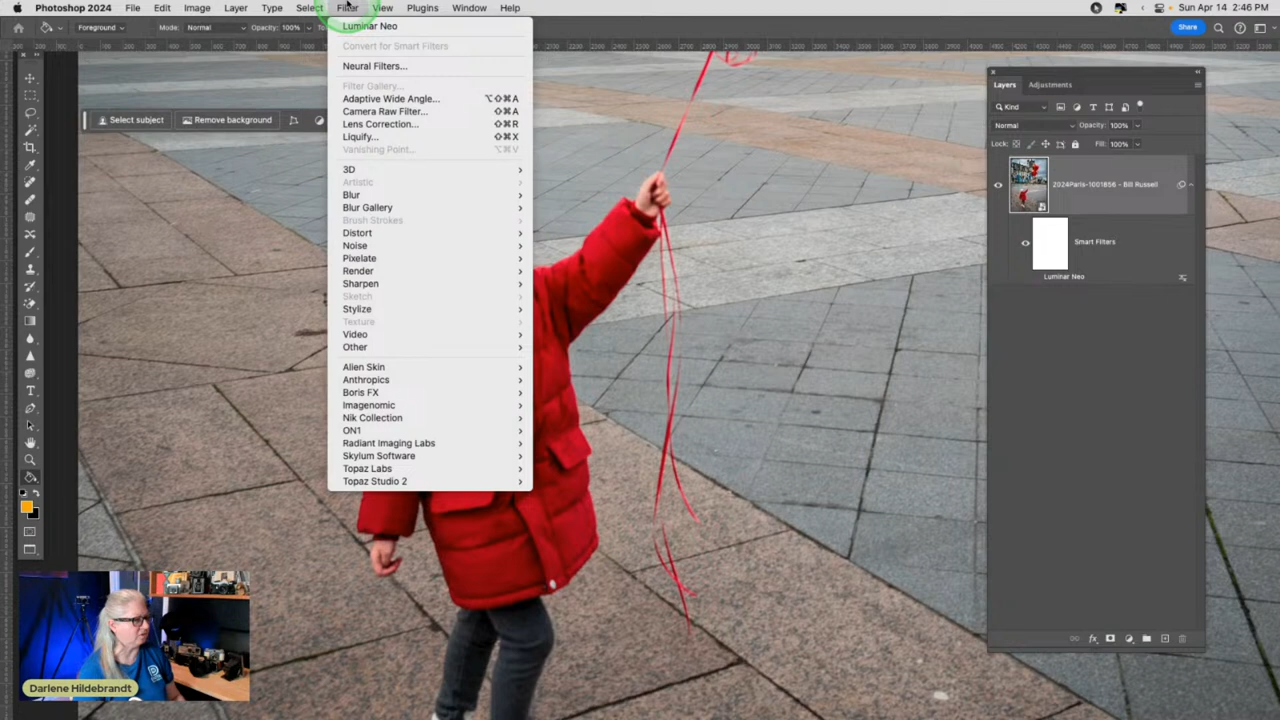 Photoshop 2024 File Edit Image Layer Type Select Filter View Plugins Window Help Sun Apr 14 2:46 PM
Foreground Mode: Normal Opacity: 100% Share
Luminar Neo
Convert for Smart Filters
Neural Filters...
Filter Gallery...
Adaptive Wide Angle... ⌥⇧⌘A
Camera Raw Filter... ⇧⌘A
Lens Correction... ⇧⌘R
Liquify... ⇧⌘X
Vanishing Point... ⌥⌘V
3D
Artistic
Blur
Blur Gallery
Brush Strokes
Distort
Noise
Pixelate
Render
Sharpen
Sketch
Stylize
Texture
Video
Other
Alien Skin
Anthropics
Boris FX
Imagenomic
Nik Collection
ON1
Radiant Imaging Labs
Skylum Software
Topaz Labs
Topaz Studio 2
Select subject Remove background
Layers Adjustments
Kind
Normal Opacity: 100%
Lock: Fill: 100%
2024Paris-1001856 - Bill Russell
Smart Filters
Luminar Neo
Darlene Hildebrandt